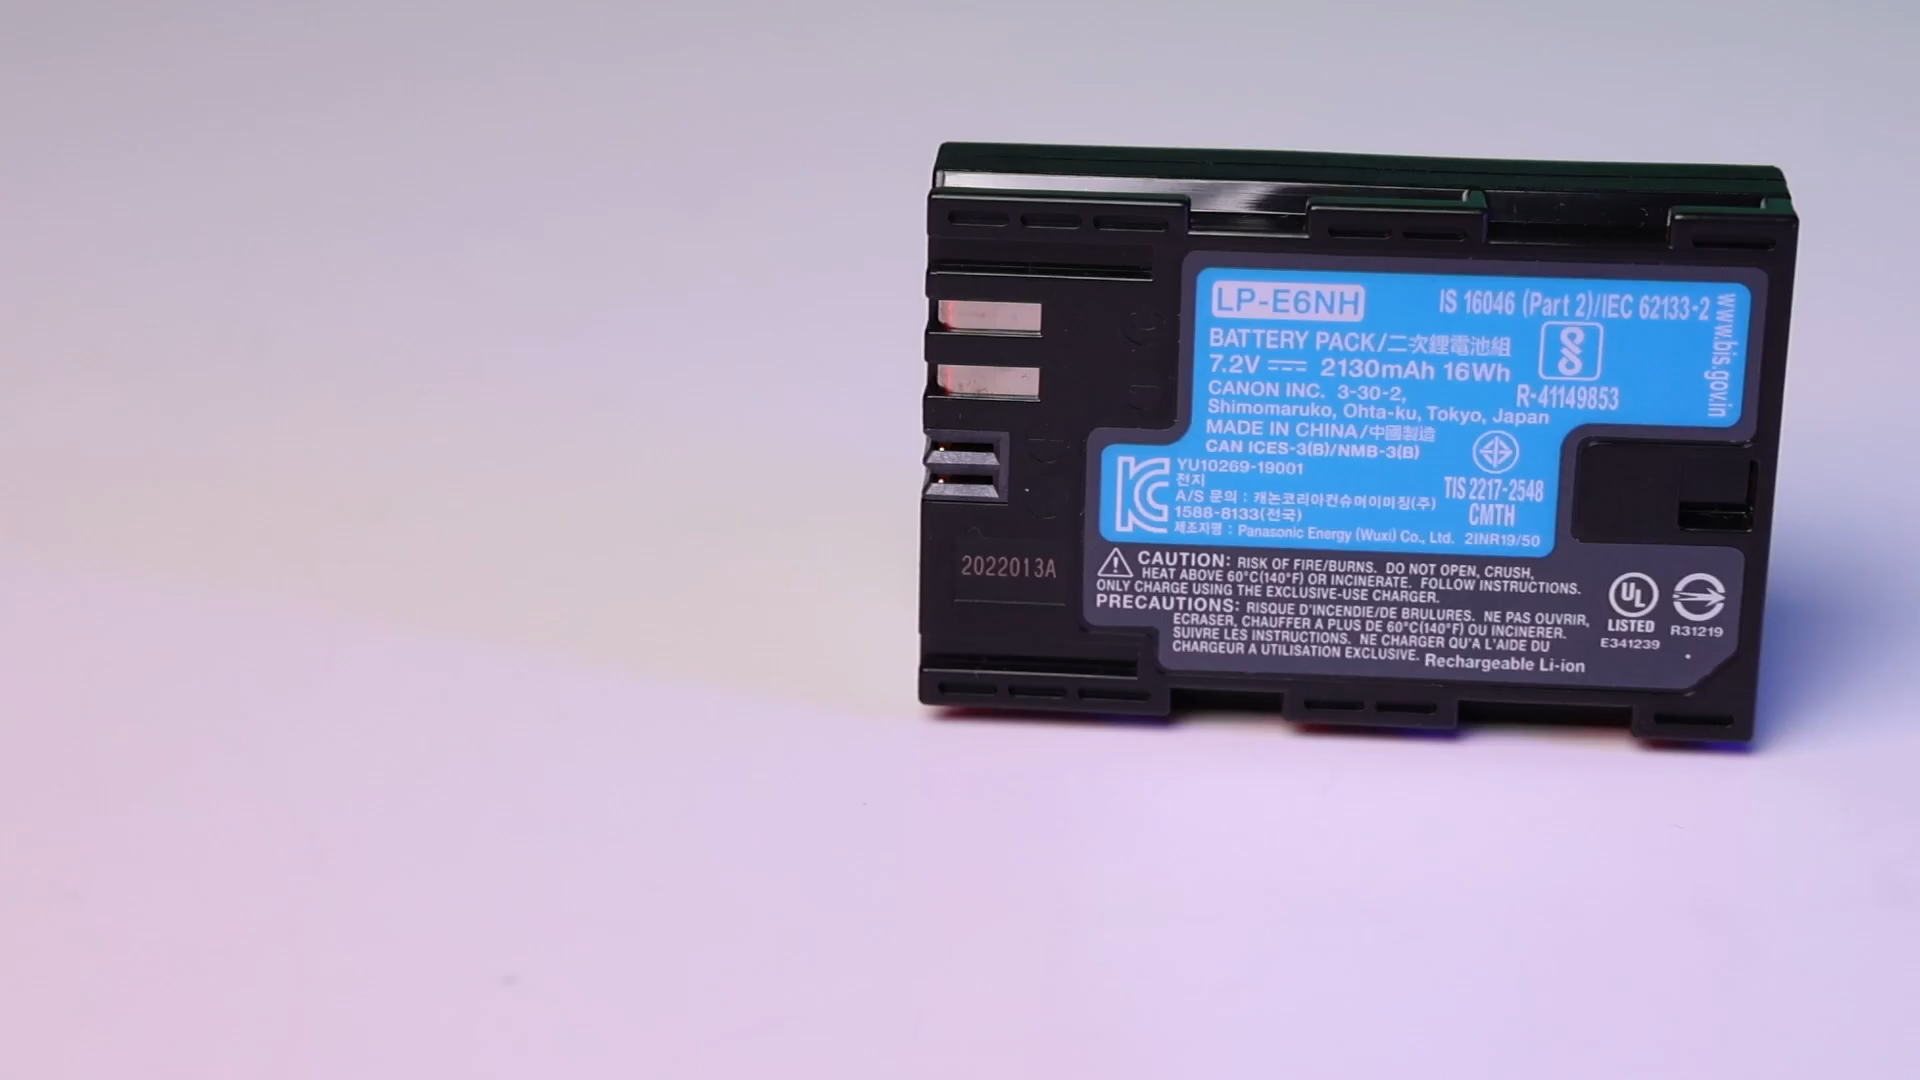 LP-E6NH
IS 16046 (Part 2)/IEC 62133-2
www.bis.gov.in
BATTERY PACK/二次鋰電池組
7.2V 2130mAh 16Wh
R-41149853
CANON INC. 3-30-2,
Shimomaruko, Ohta-ku, Tokyo, Japan
MADE IN CHINA/中國製造
CAN ICES-3(B)/NMB-3(B)
YU10269-19001
전지
A/S 문의 : 캐논코리아컨슈머이미징(주)
1588-8133(전국)
제조자명 : Panasonic Energy (Wuxi) Co., Ltd. 2INR19/50
TIS 2217-2548
CMTH
2022013A
CAUTION: RISK OF FIRE/BURNS. DO NOT OPEN, CRUSH,
HEAT ABOVE 60°C(140°F) OR INCINERATE. FOLLOW INSTRUCTIONS.
ONLY CHARGE USING THE EXCLUSIVE-USE CHARGER.
PRECAUTIONS: RISQUE D'INCENDIE/DE BRULURES. NE PAS OUVRIR,
ECRASER, CHAUFFER A PLUS DE 60°C(140°F) OU INCINERER.
SUIVRE LES INSTRUCTIONS. NE CHARGER QU'A L'AIDE DU
CHARGEUR A UTILISATION EXCLUSIVE. Rechargeable Li-ion
UL
LISTED
E341239
R31219